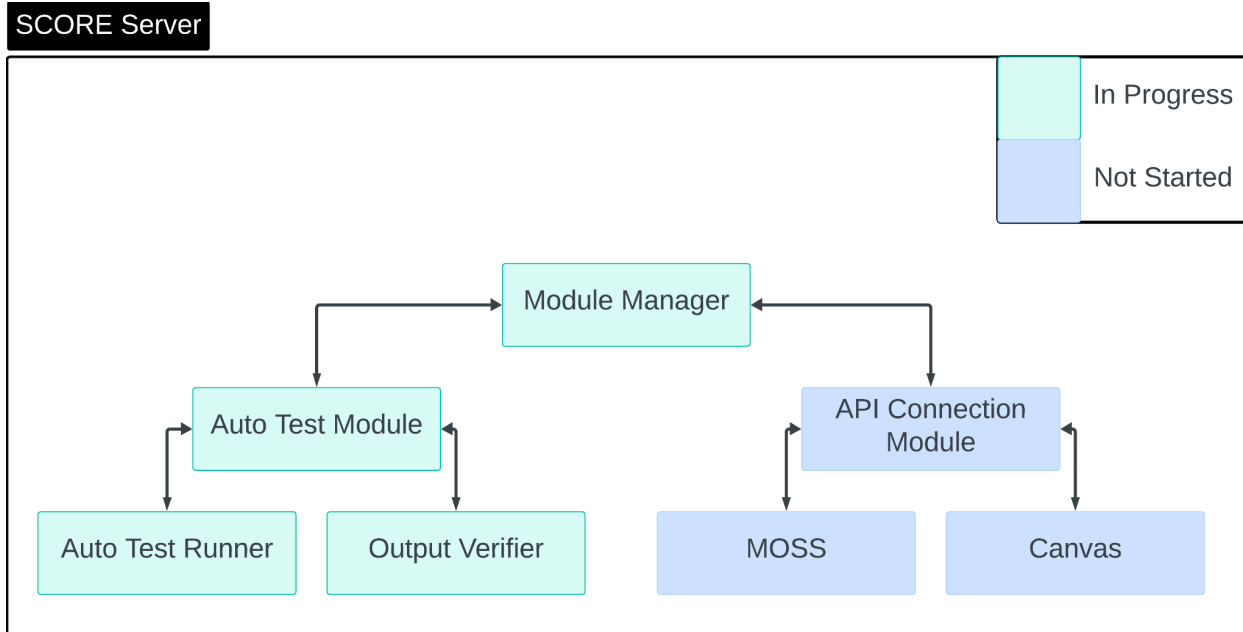 SCORE Server
In Progress
Not Started
Module Manager
Auto Test Module
API Connection
Module
Auto Test Runner
Output Verifier
MOSS
Canvas